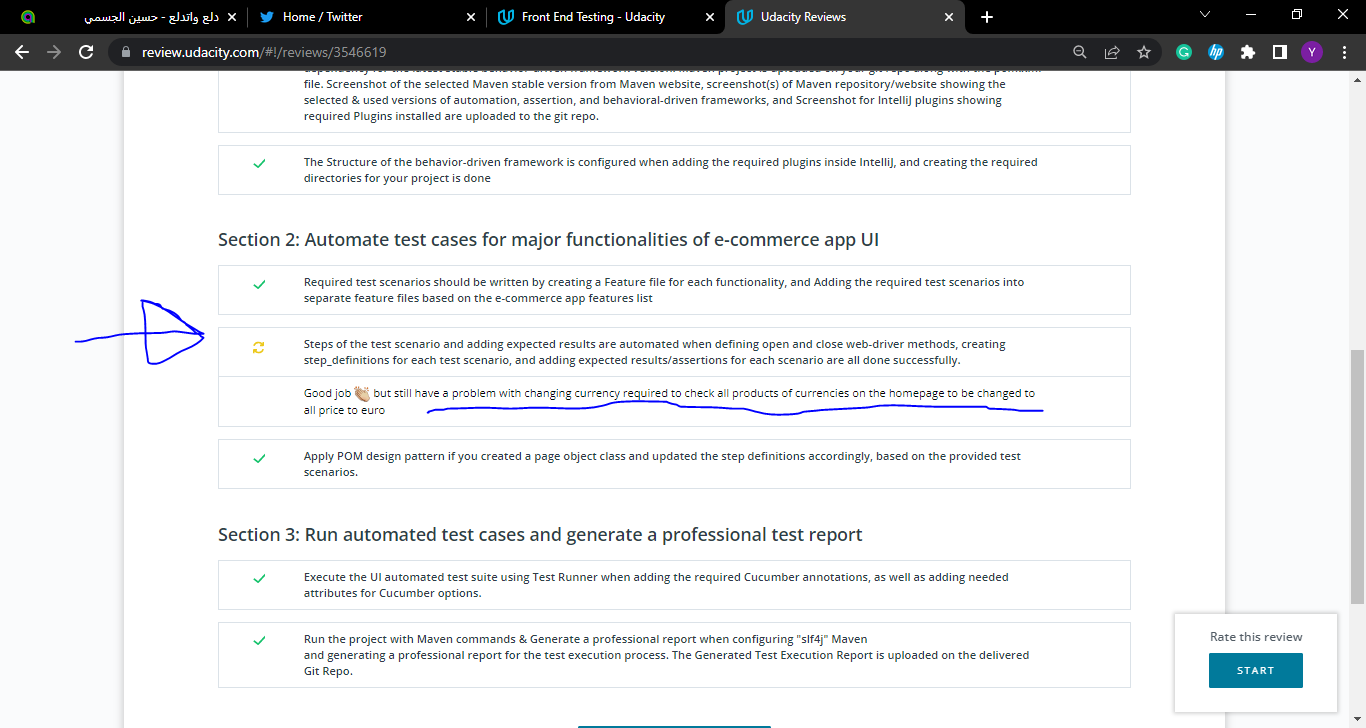 دلع واتدلع - حسين الجسمي
Home / Twitter
Front End Testing - Udacity
Udacity Reviews
review.udacity.com/#!/reviews/3546619
Y
file. Screenshot of the selected Maven stable version from Maven website, screenshot(s) of Maven repository/website showing the
selected & used versions of automation, assertion, and behavioral-driven frameworks, and Screenshot for IntelliJ plugins showing
required Plugins installed are uploaded to the git repo.
The Structure of the behavior-driven framework is configured when adding the required plugins inside IntelliJ, and creating the required
directories for your project is done
Section 2: Automate test cases for major functionalities of e-commerce app UI
Required test scenarios should be written by creating a Feature file for each functionality, and Adding the required test scenarios into
separate feature files based on the e-commerce app features list
Steps of the test scenario and adding expected results are automated when defining open and close web-driver methods, creating
step_definitions for each test scenario, and adding expected results/assertions for each scenario are all done successfully.
Good job 👏🏼 but still have a problem with changing currency required to check all products of currencies on the homepage to be changed to
all price to euro
Apply POM design pattern if you created a page object class and updated the step definitions accordingly, based on the provided test
scenarios.
Section 3: Run automated test cases and generate a professional test report
Execute the UI automated test suite using Test Runner when adding the required Cucumber annotations, as well as adding needed
attributes for Cucumber options.
Run the project with Maven commands & Generate a professional report when configuring "slf4j" Maven
and generating a professional report for the test execution process. The Generated Test Execution Report is uploaded on the delivered
Git Repo.
Rate this review
START